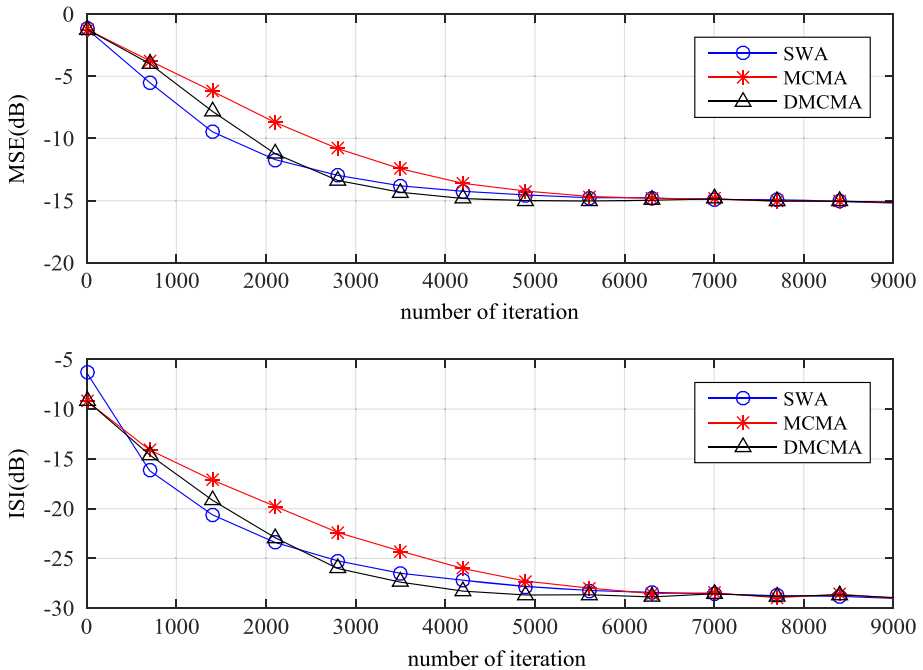 0
-5
-10
-15
-20
MSE(dB)
SWA
MCMA
DMCMA
0 1000 2000 3000 4000 5000 6000 7000 8000 9000
number of iteration
-5
-10
-15
-20
-25
-30
ISI(dB)
SWA
MCMA
DMCMA
0 1000 2000 3000 4000 5000 6000 7000 8000 9000
number of iteration